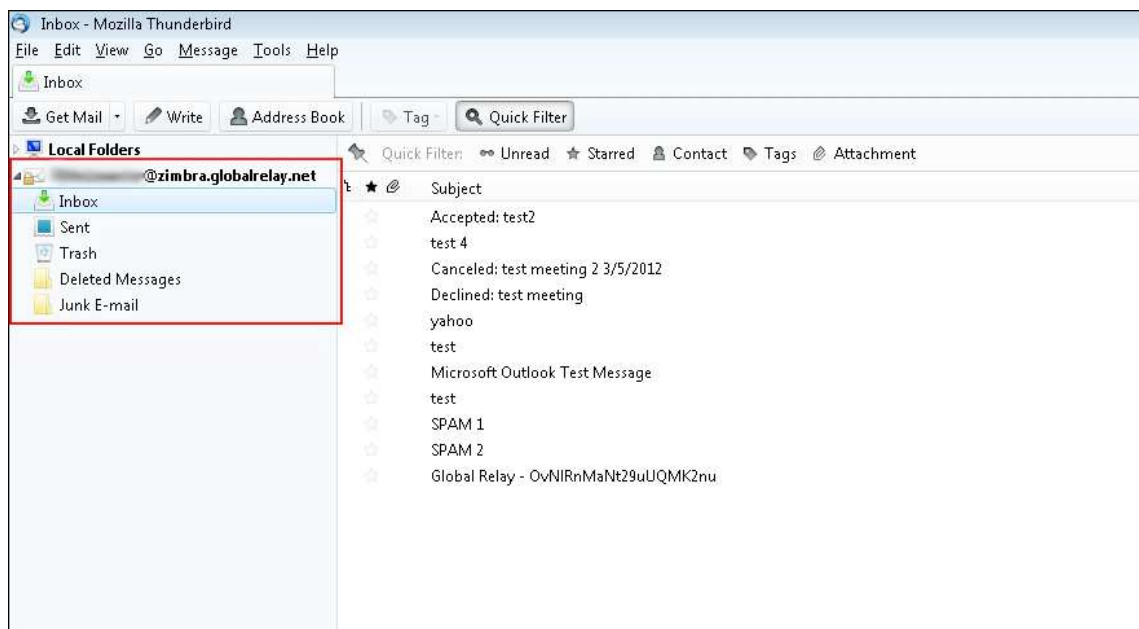 Inbox - Mozilla Thunderbird
File Edit View Go Message Tools Help
Inbox
Get Mail Write Address Book Tag Quick Filter
Local Folders
Quick Filter: Unread Starred Contact Tags Attachment
@zimbra.globalrelay.net
Subject
Inbox
Sent
Trash
Deleted Messages
Junk E-mail
Accepted: test2
test 4
Canceled: test meeting 2 3/5/2012
Declined: test meeting
yahoo
test
Microsoft Outlook Test Message
test
SPAM 1
SPAM 2
Global Relay - OvNlRnMaNt29uUQMK2nu